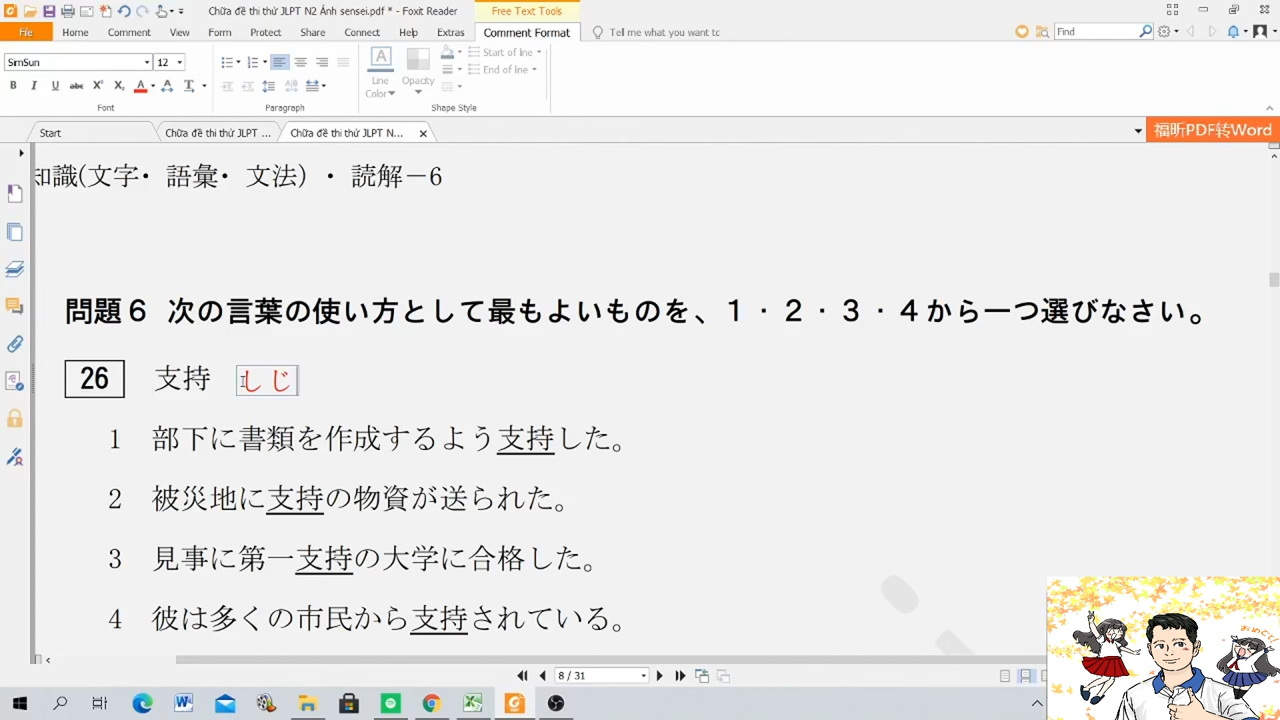 Chữa đề thi thử JLPT N2 Ánh sensei.pdf * - Foxit Reader
Free Text Tools
File Home Comment View Form Protect Share Connect Help Extras Comment Format Tell me what you want tc Find
SimSun 12 Start of line
Line Color Opacity End of line
Font Paragraph Shape Style
Start Chữa đề thi thử JLPT ... Chữa đề thi thử JLPT N... 福昕PDF转Word
知識(文字・語彙・文法)・読解－6
問題６ 次の言葉の使い方として最もよいものを、１・２・３・４から一つ選びなさい。
26 支持 しじ
1 部下に書類を作成するよう支持した。
2 被災地に支持の物資が送られた。
3 見事に第一支持の大学に合格した。
4 彼は多くの市民から支持されている。
おめでとう!
8 / 31